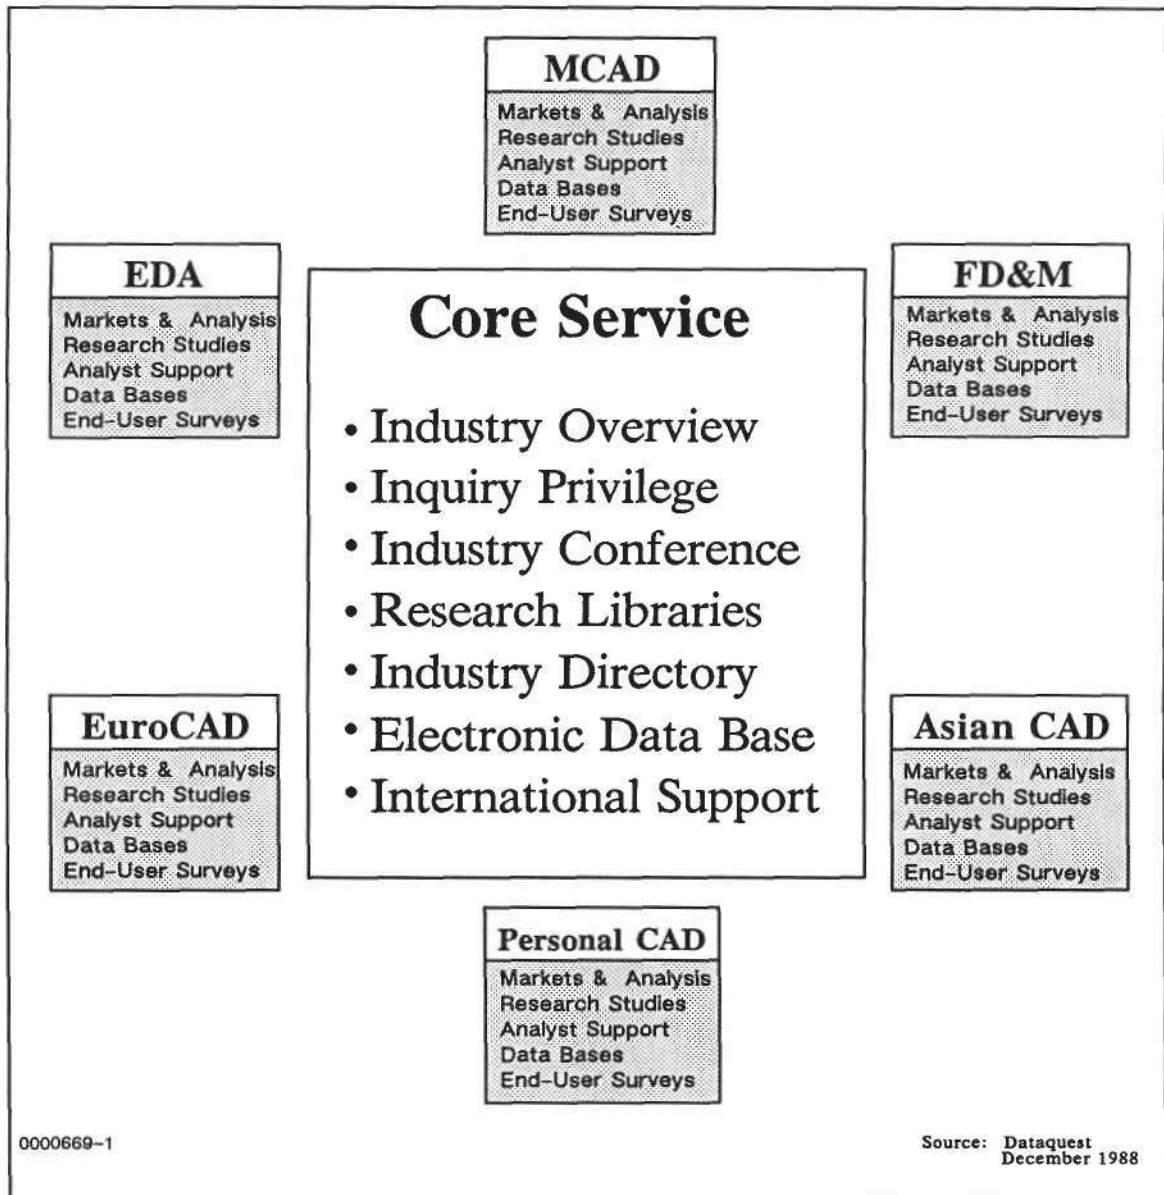 MCAD
Markets & Analysis
Research Studies
Analyst Support
Data Bases
End-User Surveys
EDA
Markets & Analysis
Research Studies
Analyst Support
Data Bases
End-User Surveys
Core Service
• Industry Overview
• Inquiry Privilege
• Industry Conference
• Research Libraries
• Industry Directory
• Electronic Data Base
• International Support
FD&M
Markets & Analysis
Research Studies
Analyst Support
Data Bases
End-User Surveys
EuroCAD
Markets & Analysis
Research Studies
Analyst Support
Data Bases
End-User Surveys
Asian CAD
Markets & Analysis
Research Studies
Analyst Support
Data Bases
End-User Surveys
Personal CAD
Markets & Analysis
Research Studies
Analyst Support
Data Bases
End-User Surveys
0000669-1
Source: Dataquest
December 1988